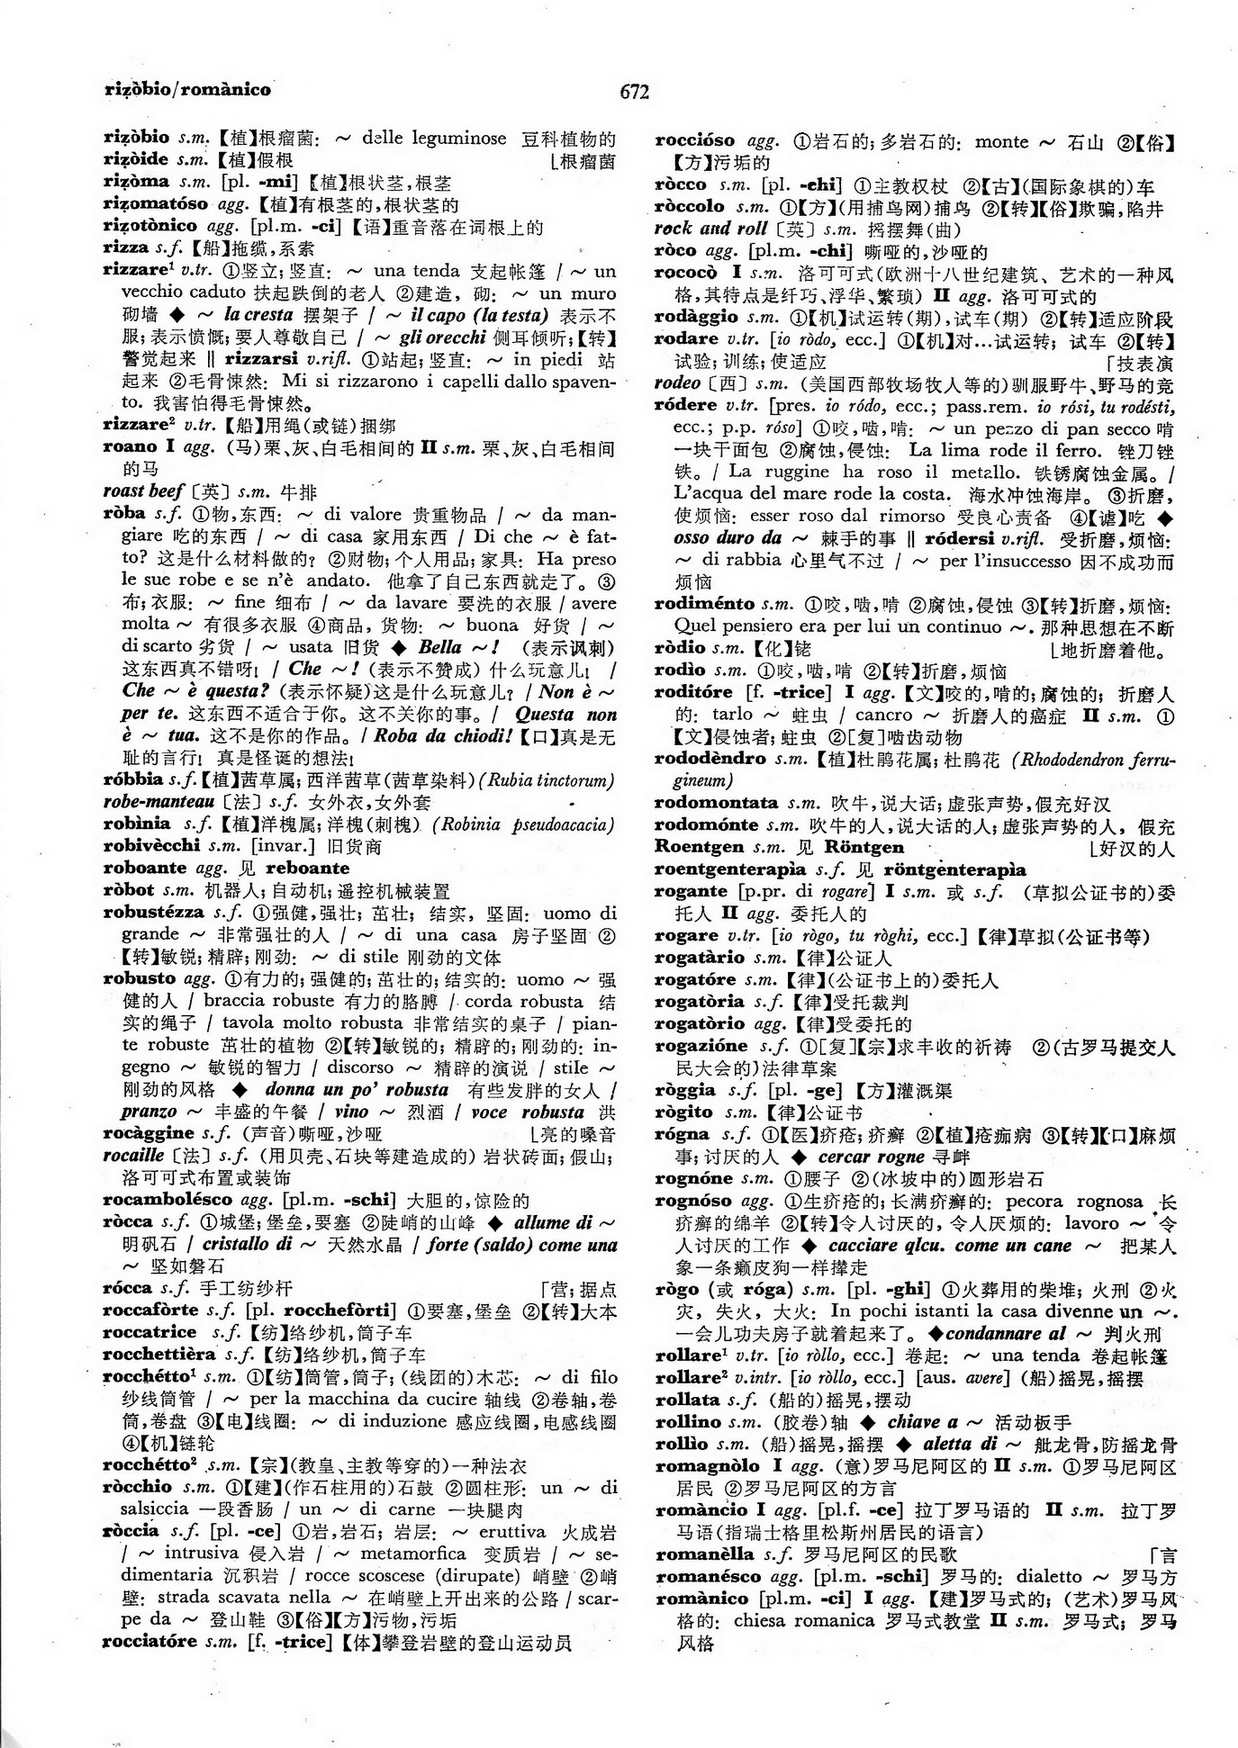 riẓòbio/romànico
672
riẓòbio s.m.【植】根瘤菌: ～ dalle leguminose 豆科植物的
riẓòide s.m.【植】假根 ⌊根瘤菌
riẓòma s.m. [pl. -mi]【植】根状茎,根茎
riẓomatóso agg. 【植】有根茎的,根状茎的
riẓotònico agg. [pl.m. -ci]【语】重音落在词根上的
rizza s.f.【船】拖缆,系索
rizzare¹ v.tr. ①竖立; 竖直: ～ una tenda 支起帐篷 / ～ un
vecchio caduto 扶起跌倒的老人 ②建造, 砌: ～ un muro
砌墙 ◆ ～ la cresta 摆架子 / ～ il capo (la testa) 表示不
服;表示愤慨; 要人尊敬自己 / ～ gli orecchi 侧耳倾听;【转】
警觉起来 ‖ rizzarsi v.rifl. ①站起; 竖直: ～ in piedi 站
起来 ②毛骨悚然: Mi si rizzarono i capelli dallo spaven-
to. 我害怕得毛骨悚然。
rizzare² v.tr.【船】用绳(或链)捆绑
roano I agg. (马)栗、灰、白毛相间的 II s.m. 栗、灰、白毛相间
的马
roast beef〔英〕s.m. 牛排
ròba s.f. ①物,东西: ～ di valore 贵重物品 / ～ da man-
giare 吃的东西 / ～ di casa 家用东西 / Di che ～ è fat-
to? 这是什么材料做的? ②财物; 个人用品; 家具: Ha preso
le sue robe e se n'è andato. 他拿了自己东西就走了。③
布; 衣服: ～ fine 细布 / ～ da lavare 要洗的衣服 / avere
molta ～ 有很多衣服 ④商品, 货物: ～ buona 好货 / ～
di scarto 劣货 / ～ usata 旧货 ◆ Bella ～! (表示讽刺)
这东西真不错呀! / Che ～! (表示不赞成) 什么玩意儿! /
Che ～ è questa? (表示怀疑)这是什么玩意儿? / Non è ～
per te. 这东西不适合于你。这不关你的事。/ Questa non
è ～ tua. 这不是你的作品。/ Roba da chiodi!【口】真是无
耻的言行! 真是怪诞的想法!
róbbia s.f.【植】茜草属; 西洋茜草(茜草染料) (Rubia tinctorum)
robe-manteau〔法〕s.f. 女外衣,女外套
robìnia s.f.【植】洋槐属; 洋槐(刺槐) (Robinia pseudoacacia)
robivècchi s.m. [invar.] 旧货商
roboante agg. 见 reboante
ròbot s.m. 机器人; 自动机; 遥控机械装置
robustézza s.f. ①强健,强壮; 茁壮; 结实, 坚固: uomo di
grande ～ 非常强壮的人 / ～ di una casa 房子坚固 ②
【转】敏锐; 精辟; 刚劲: ～ di stile 刚劲的文体
robusto agg. ①有力的; 强健的; 茁壮的; 结实的: uomo ～ 强
健的人 / braccia robuste 有力的胳膊 / corda robusta 结
实的绳子 / tavola molto robusta 非常结实的桌子 / pian-
te robuste 茁壮的植物 ②【转】敏锐的; 精辟的; 刚劲的: in-
gegno ～ 敏锐的智力 / discorso ～ 精辟的演说 / stile ～
刚劲的风格 ◆ donna un po' robusta 有些发胖的女人 /
pranzo ～ 丰盛的午餐 / vino ～ 烈酒 / voce robusta 洪
rocàggine s.f. (声音)嘶哑,沙哑 ⌊亮的嗓音
rocaille〔法〕s.f. (用贝壳、石块等建造成的) 岩状砖面; 假山;
洛可可式布置或装饰
rocambolésco agg. [pl.m. -schi] 大胆的,惊险的
ròcca s.f. ①城堡; 堡垒,要塞 ②陡峭的山峰 ◆ allume di ～
明矾石 / cristallo di ～ 天然水晶 / forte (saldo) come una
～ 坚如磐石
rócca s.f. 手工纺纱杆 ⌈营; 据点
roccafòrte s.f. [pl. roccheforti] ①要塞,堡垒 ②【转】大本
roccatrice s.f.【纺】络纱机,筒子车
rocchettièra s.f.【纺】络纱机,筒子车
rocchétto¹ s.m. ①【纺】筒管,筒子; (线团的)木芯: ～ di filo
纱线筒管 / ～ per la macchina da cucire 轴线 ②卷轴,卷
筒,卷盘 ③【电】线圈: ～ di induzione 感应线圈,电感线圈
④【机】链轮
rocchétto² s.m.【宗】(教皇、主教等穿的)一种法衣
ròcchio s.m. ①【建】(作石柱用的)石鼓 ②圆柱形: un ～ di
salsiccia 一段香肠 / un ～ di carne 一块腿肉
ròccia s.f. [pl. -ce] ①岩,岩石; 岩层: ～ eruttiva 火成岩
/ ～ intrusiva 侵入岩 / ～ metamorfica 变质岩 / ～ se-
dimentaria 沉积岩 / rocce scoscese (dirupate) 峭壁 ②峭
壁: strada scavata nella ～ 在峭壁上开出来的公路 / scar-
pe da ～ 登山鞋 ③【俗】【方】污物,污垢
rocciatóre s.m. [f. -trice]【体】攀登岩壁的登山运动员
roccióso agg. ①岩石的; 多岩石的: monte ～ 石山 ②【俗】
【方】污垢的
ròcco s.m. [pl. -chi] ①主教权杖 ②【古】(国际象棋的)车
ròccolo s.m. ①【方】(用捕鸟网)捕鸟 ②【转】【俗】欺骗,陷井
rock and roll〔英〕s.m. 摇摆舞(曲)
ròco agg. [pl.m. -chi] 嘶哑的,沙哑的
rococò I s.m. 洛可可式(欧洲十八世纪建筑、艺术的一种风
格,其特点是纤巧、浮华、繁琐) II agg. 洛可可式的
rodàggio s.m. ①【机】试运转(期),试车(期) ②【转】适应阶段
rodare v.tr. [io ròdo, ecc.] ①【机】对…试运转; 试车 ②【转】
试验; 训练; 使适应 ⌈技表演
rodeo〔西〕s.m. (美国西部牧场牧人等的)驯服野牛、野马的竞
ródere v.tr. [pres. io ródo, ecc.; pass.rem. io rósi, tu rodésti,
ecc.; p.p. róso] ①咬,啮,啃: ～ un pezzo di pan secco 啃
一块干面包 ②腐蚀,侵蚀: La lima rode il ferro. 锉刀锉
铁。/ La ruggine ha roso il metallo. 铁锈腐蚀金属。/
L'acqua del mare rode la costa. 海水冲蚀海岸。③折磨,
使烦恼: esser roso dal rimorso 受良心责备 ④【谑】吃 ◆
osso duro da ～ 棘手的事 ‖ ródersi v.rifl. 受折磨,烦恼:
～ di rabbia 心里气不过 / ～ per l'insuccesso 因不成功而
烦恼
rodiménto s.m. ①咬,啮,啃 ②腐蚀,侵蚀 ③【转】折磨,烦恼:
Quel pensiero era per lui un continuo ～. 那种思想在不断
ròdio s.m.【化】铑 ⌊地折磨着他。
rodìo s.m. ①咬,啮,啃 ②【转】折磨,烦恼
roditóre [f. -trice] I agg.【文】咬的,啃的; 腐蚀的; 折磨人
的: tarlo ～ 蛀虫 / cancro ～ 折磨人的癌症 II s.m. ①
【文】侵蚀者; 蛀虫 ②[复]啮齿动物
rododèndro s.m.【植】杜鹃花属; 杜鹃花 (Rhododendron ferru-
gineum)
rodomontata s.m. 吹牛,说大话; 虚张声势,假充好汉
rodomónte s.m. 吹牛的人,说大话的人; 虚张声势的人, 假充
Roentgen s.m. 见 Röntgen ⌊好汉的人
roentgenterapìa s.f. 见 röntgenterapìa
rogante [p.pr. di rogare] I s.m. 或 s.f. (草拟公证书的)委
托人 II agg. 委托人的
rogare v.tr. [io rògo, tu ròghi, ecc.]【律】草拟(公证书等)
rogatàrio s.m.【律】公证人
rogatóre s.m.【律】(公证书上的)委托人
rogatòria s.f.【律】受托裁判
rogatòrio agg.【律】受委托的
rogazióne s.f. ①[复]【宗】求丰收的祈祷 ②(古罗马提交人
民大会的)法律草案
ròggia s.f. [pl. -ge]【方】灌溉渠
rògito s.m.【律】公证书
rógna s.f. ①【医】疥疮; 疥癣 ②【植】疮痂病 ③【转】【口】麻烦
事; 讨厌的人 ◆ cercar rogne 寻衅
rognóne s.m. ①腰子 ②(冰坡中的)圆形岩石
rognóso agg. ①生疥疮的; 长满疥癣的: pecora rognosa 长
疥癣的绵羊 ②【转】令人讨厌的, 令人厌烦的: lavoro ～ 令
人讨厌的工作 ◆ cacciare qlcu. come un cane ～ 把某人
象一条癞皮狗一样撵走
rògo (或 róga) s.m. [pl. -ghi] ①火葬用的柴堆; 火刑 ②火
灾, 失火, 大火: In pochi istanti la casa divenne un ～.
一会儿功夫房子就着起来了。◆condannare al ～ 判火刑
rollare¹ v.tr. [io ròllo, ecc.] 卷起: ～ una tenda 卷起帐篷
rollare² v.intr. [io ròllo, ecc.] [aus. avere] (船)摇晃,摇摆
rollata s.f. (船的)摇晃,摆动
rollino s.m. (胶卷)轴 ◆ chiave a ～ 活动板手
rollìo s.m. (船)摇晃,摇摆 ◆ aletta di ～ 舭龙骨,防摇龙骨
romagnòlo I agg. (意)罗马尼阿区的 II s.m. ①罗马尼阿区
居民 ②罗马尼阿区的方言
romàncio I agg. [pl.f. -ce] 拉丁罗马语的 II s.m. 拉丁罗
马语(指瑞士格里松斯州居民的语言)
romanèlla s.f. 罗马尼阿区的民歌 ⌈言
romanésco agg. [pl.m. -schi] 罗马的: dialetto ～ 罗马方
romànico [pl.m. -ci] I agg. 【建】罗马式的; (艺术)罗马风
格的: chiesa romanica 罗马式教堂 II s.m. 罗马式; 罗马
风格